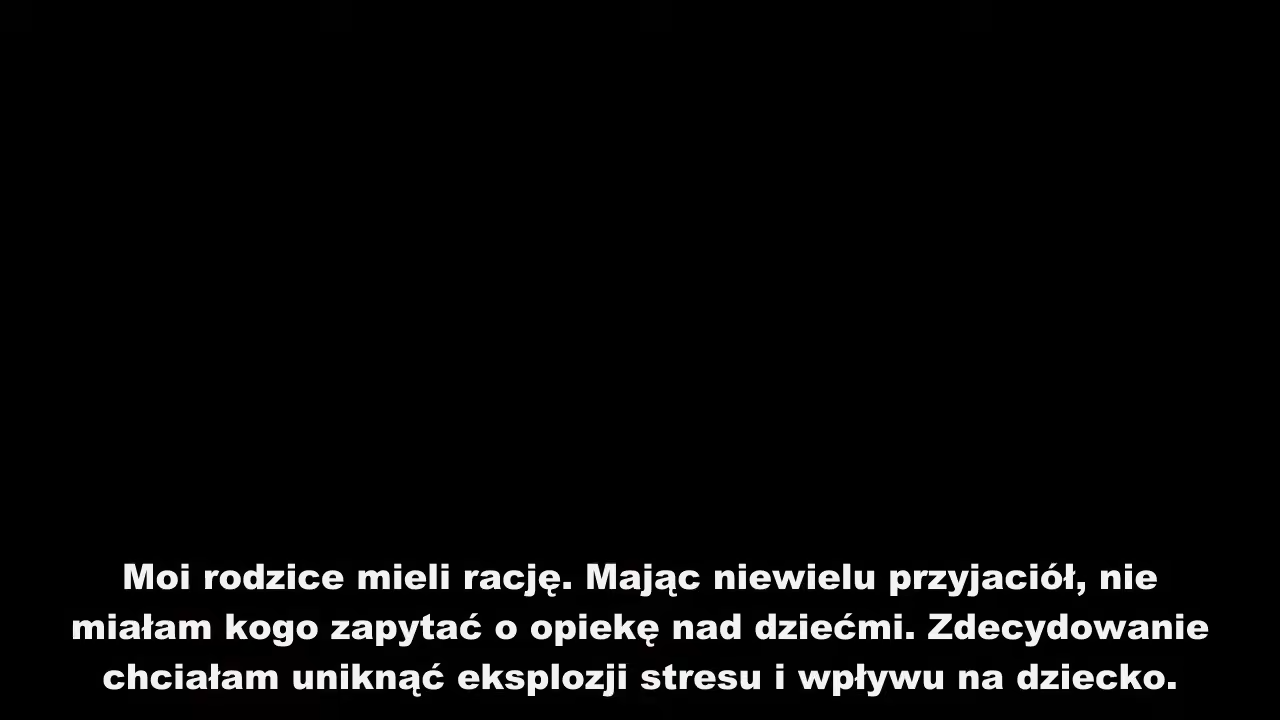 Moi rodzice mieli rację. Mając niewielu przyjaciół, nie
miałam kogo zapytać o opiekę nad dziećmi. Zdecydowanie
chciałam uniknąć eksplozji stresu i wpływu na dziecko.